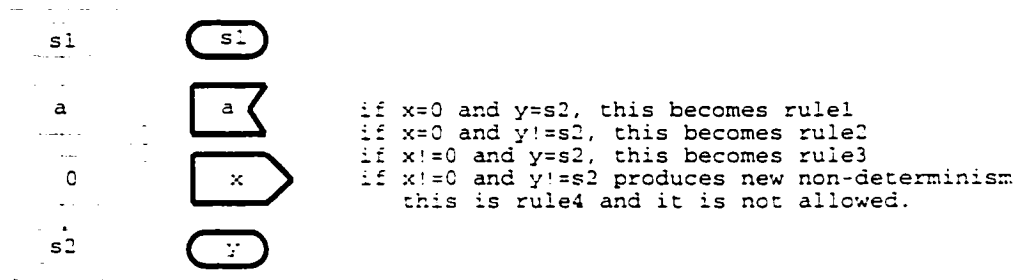 s1 s1
a a
if x=0 and y=s2, this becomes rule1
if x=0 and y!=s2, this becomes rule2
if x!=0 and y=s2, this becomes rule3
0 x
if x!=0 and y!=s2 produces new non-determinism
this is rule4 and it is not allowed.
s2 y